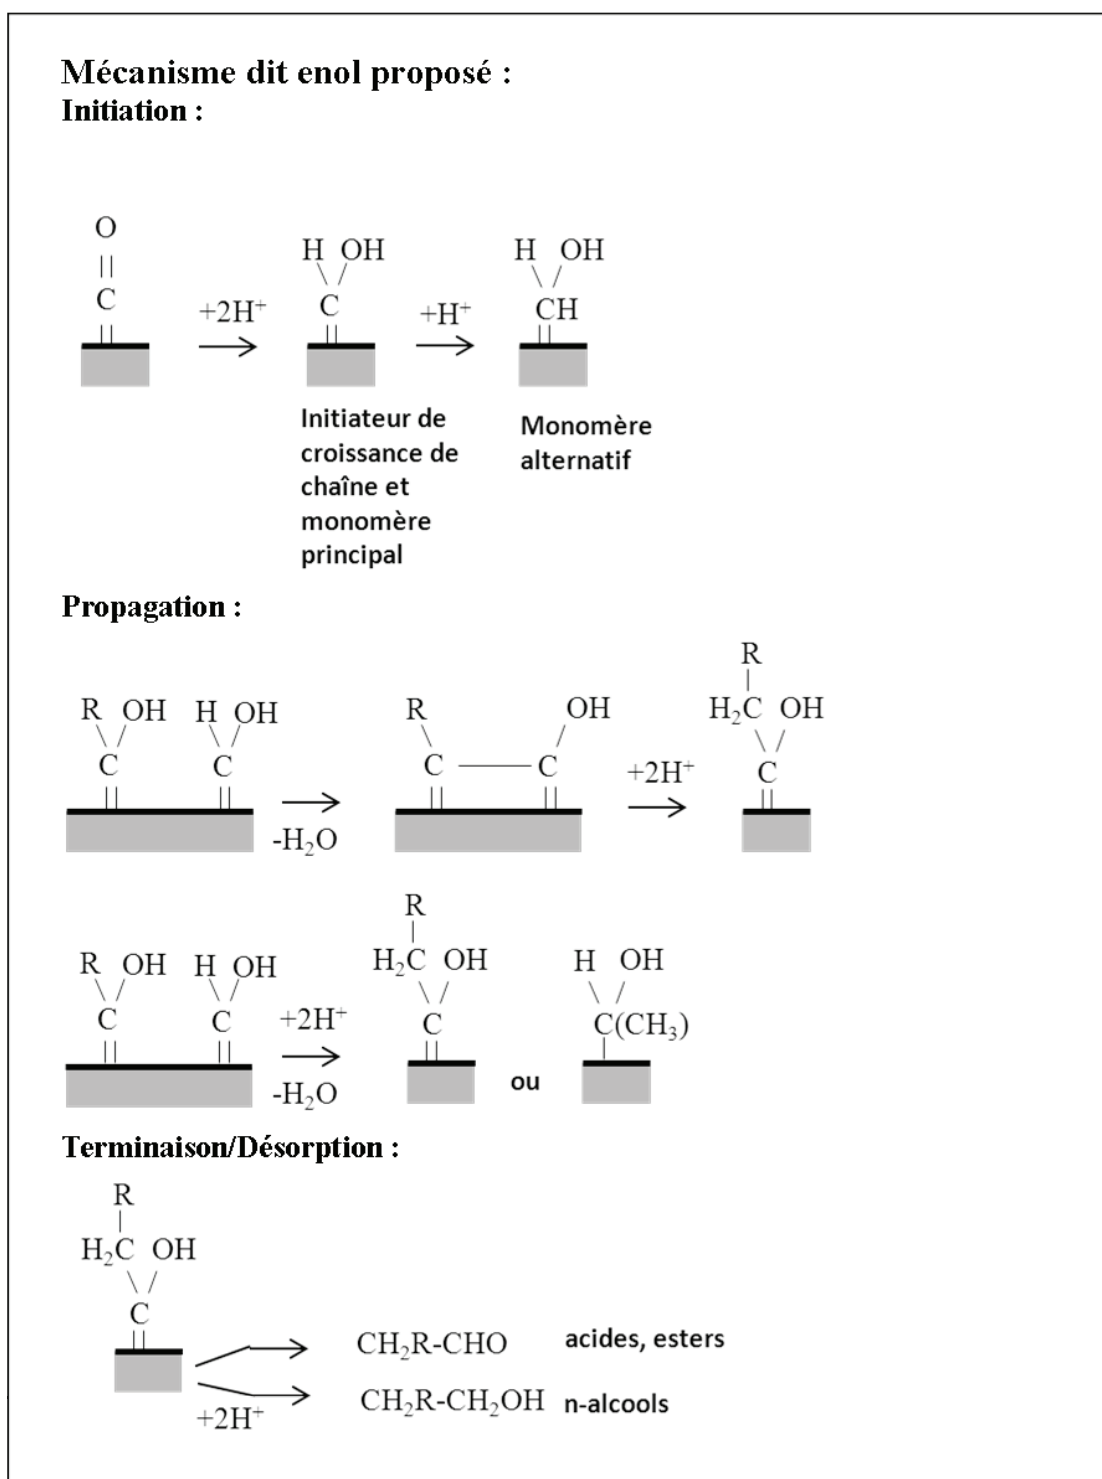 Mécanisme dit enol proposé :
Initiation :
O
C
+2H⁺
H OH
C
+H⁺
H OH
CH
Initiateur de
croissance de
chaîne et
monomère
principal
Monomère
alternatif
Propagation :
R OH H OH
C C
-H₂O
R OH
C C
+2H⁺
R
H₂C OH
C
R OH H OH
C C
+2H⁺
-H₂O
R
H₂C OH
C
ou
H OH
C(CH₃)
Terminaison/Désorption :
R
H₂C OH
C
+2H⁺
CH₂R-CHO acides, esters
CH₂R-CH₂OH n-alcools